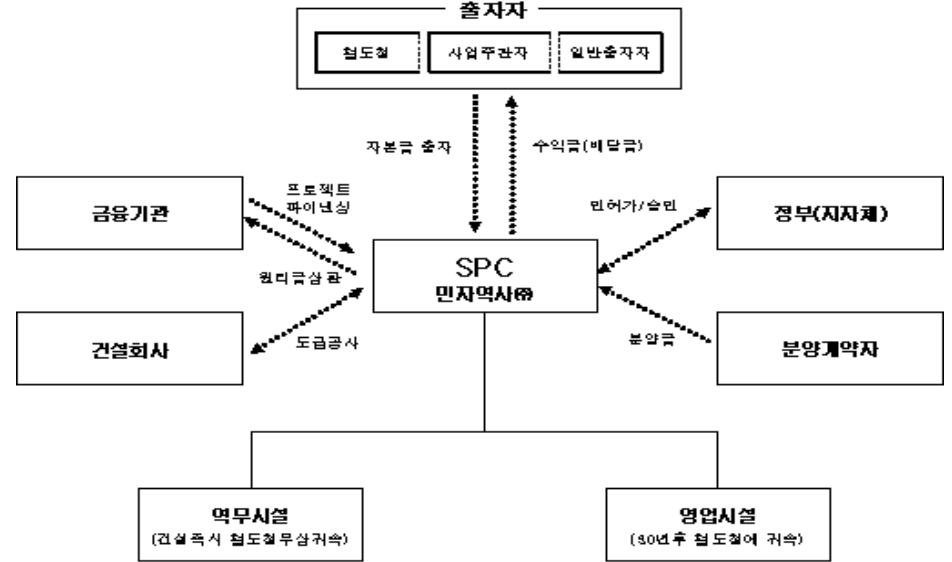 출자자
철도청
사업주관자
일반출자자
자본금 출자
수익금(배당금)
금융기관
프로젝트
파이낸싱
인허가/승인
정부(지자체)
원리금상환
SPC
민자역사㈜
건설회사
도급공사
분양금
분양계약자
역무시설
(건설즉시 철도청무상귀속)
영업시설
(30년후 철도청에 귀속)